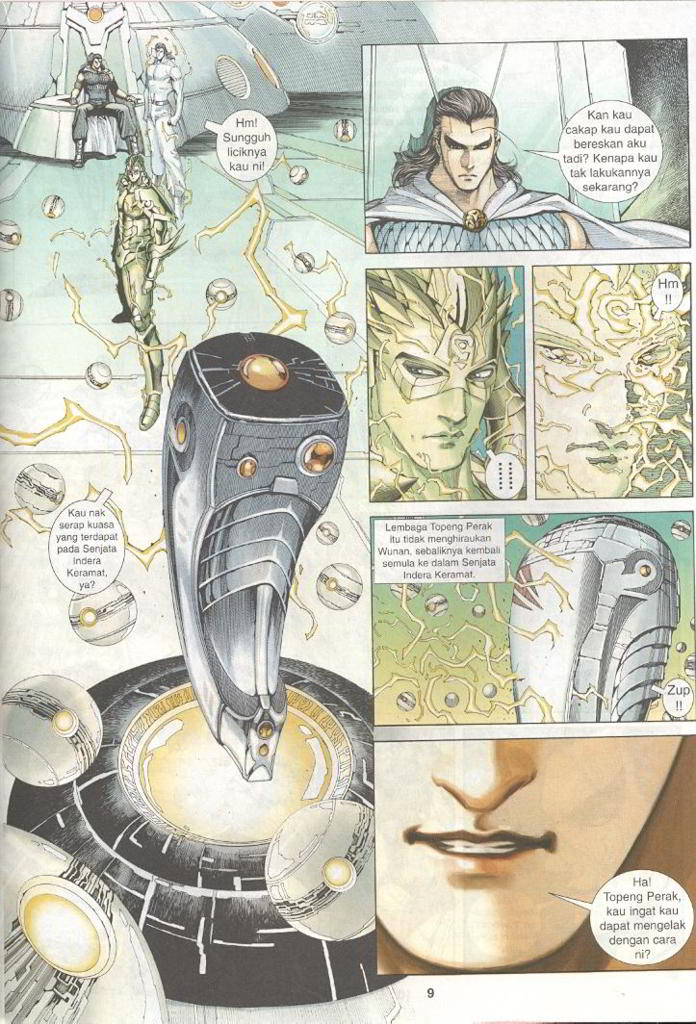 Hm!
Sungguh
liciknya
kau ni!
Kau nak
serap kuasa
yang terdapat
pada Senjata
Indera
Keramat,
ya?
Kan kau
cakap kau dapat
bereskan aku
tadi? Kenapa kau
tak lakukannya
sekarang?
Hm
!!
Lembaga Topeng Perak
itu tidak menghiraukan
Wunan, sebaliknya kembali
semula ke dalam Senjata
Indera Keramat.
Zup
!!
Ha!
Topeng Perak,
kau ingat kau
dapat mengelak
dengan cara
ni?
9